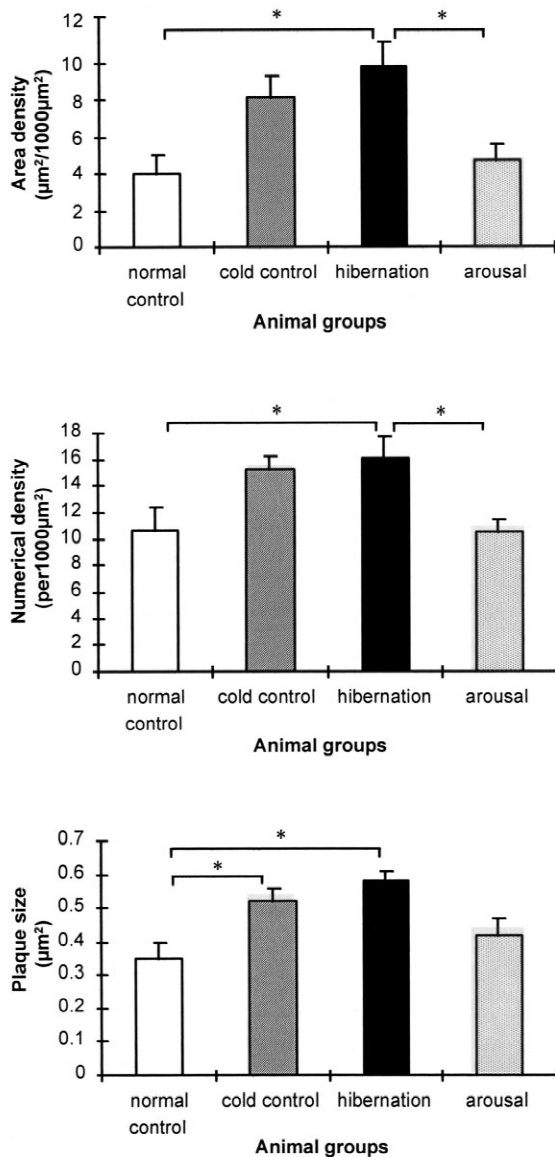 *
*
12
10
8
6
4
2
0
Area density
(µm²/1000µm²)
normal control
cold control
hibernation
arousal
Animal groups
*
*
18
16
14
12
10
8
6
4
2
0
Numerical density
(per1000µm²)
normal control
cold control
hibernation
arousal
Animal groups
*
*
0.7
0.6
0.5
0.4
0.3
0.2
0.1
0
Plaque size
(µm²)
normal control
cold control
hibernation
arousal
Animal groups